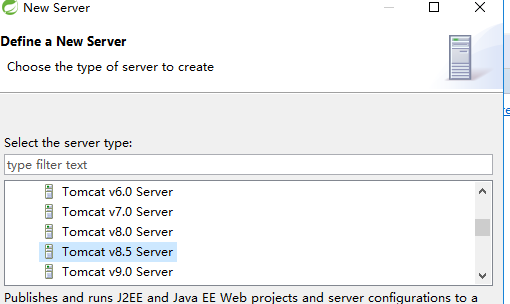 New Server
Define a New Server
Choose the type of server to create
Select the server type:
type filter text
Tomcat v6.0 Server
Tomcat v7.0 Server
Tomcat v8.0 Server
Tomcat v8.5 Server
Tomcat v9.0 Server
Publishes and runs J2EE and Java EE Web projects and server configurations to a